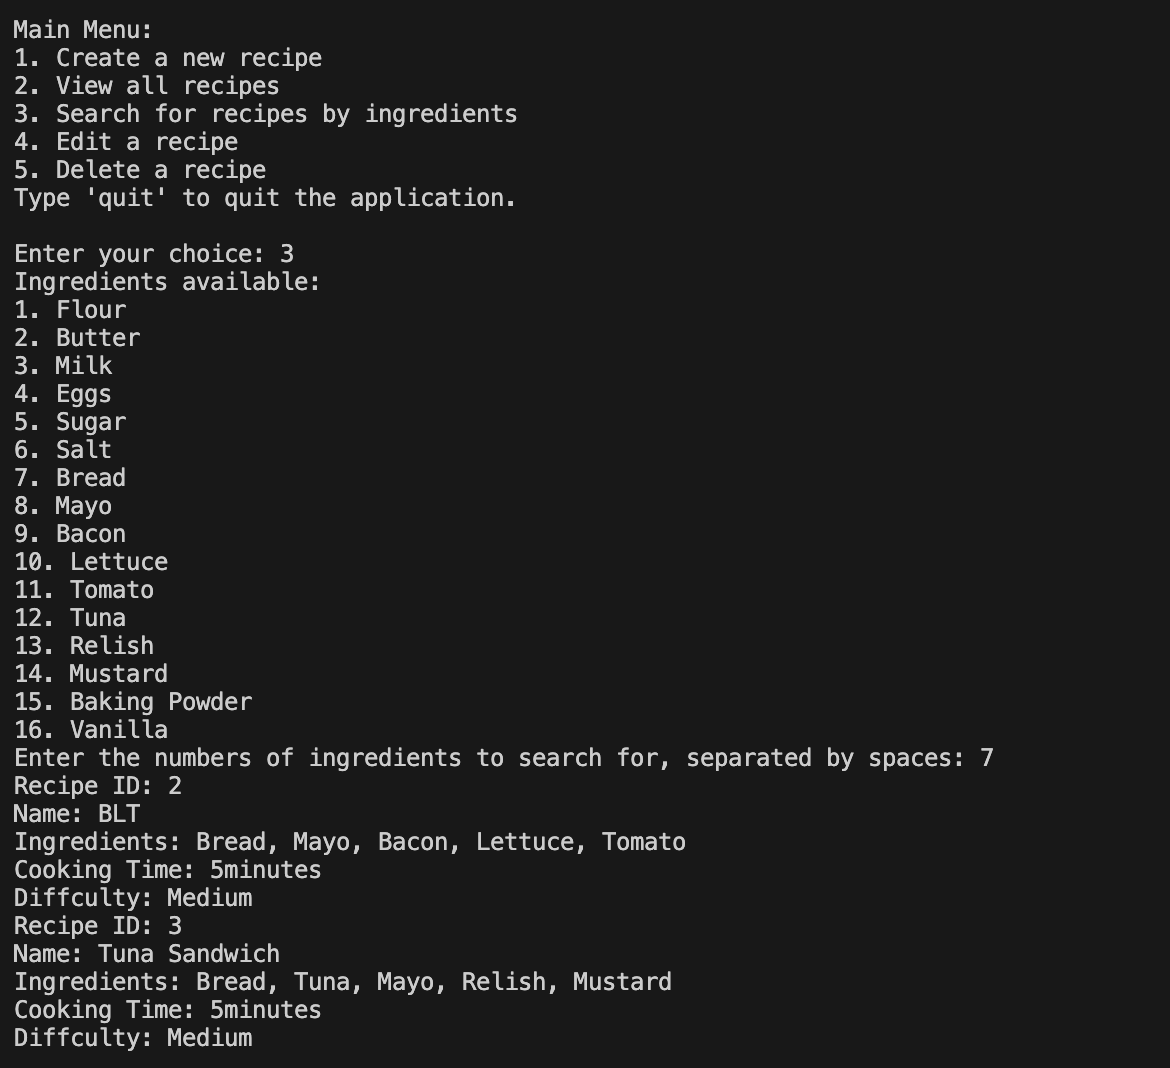 Main Menu:
1. Create a new recipe
2. View all recipes
3. Search for recipes by ingredients
4. Edit a recipe
5. Delete a recipe
Type 'quit' to quit the application.
Enter your choice: 3
Ingredients available:
1. Flour
2. Butter
3. Milk
4. Eggs
5. Sugar
6. Salt
7. Bread
8. Mayo
9. Bacon
10. Lettuce
11. Tomato
12. Tuna
13. Relish
14. Mustard
15. Baking Powder
16. Vanilla
Enter the numbers of ingredients to search for, separated by spaces: 7
Recipe ID: 2
Name: BLT
Ingredients: Bread, Mayo, Bacon, Lettuce, Tomato
Cooking Time: 5minutes
Diffculty: Medium
Recipe ID: 3
Name: Tuna Sandwich
Ingredients: Bread, Tuna, Mayo, Relish, Mustard
Cooking Time: 5minutes
Diffculty: Medium